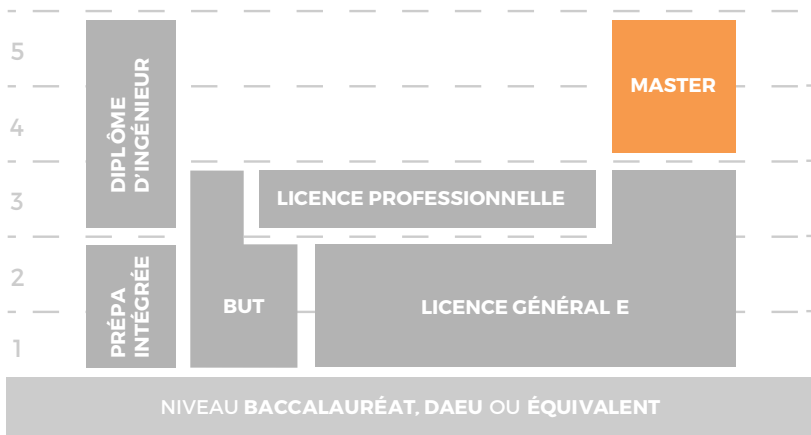 5
DIPLÔME
D'INGÉNIEUR
MASTER
4
3
LICENCE PROFESSIONNELLE
2
PRÉPA
INTÉGRÉE
BUT
LICENCE GÉNÉRAL E
1
NIVEAU BACCALAURÉAT, DAEU OU ÉQUIVALENT